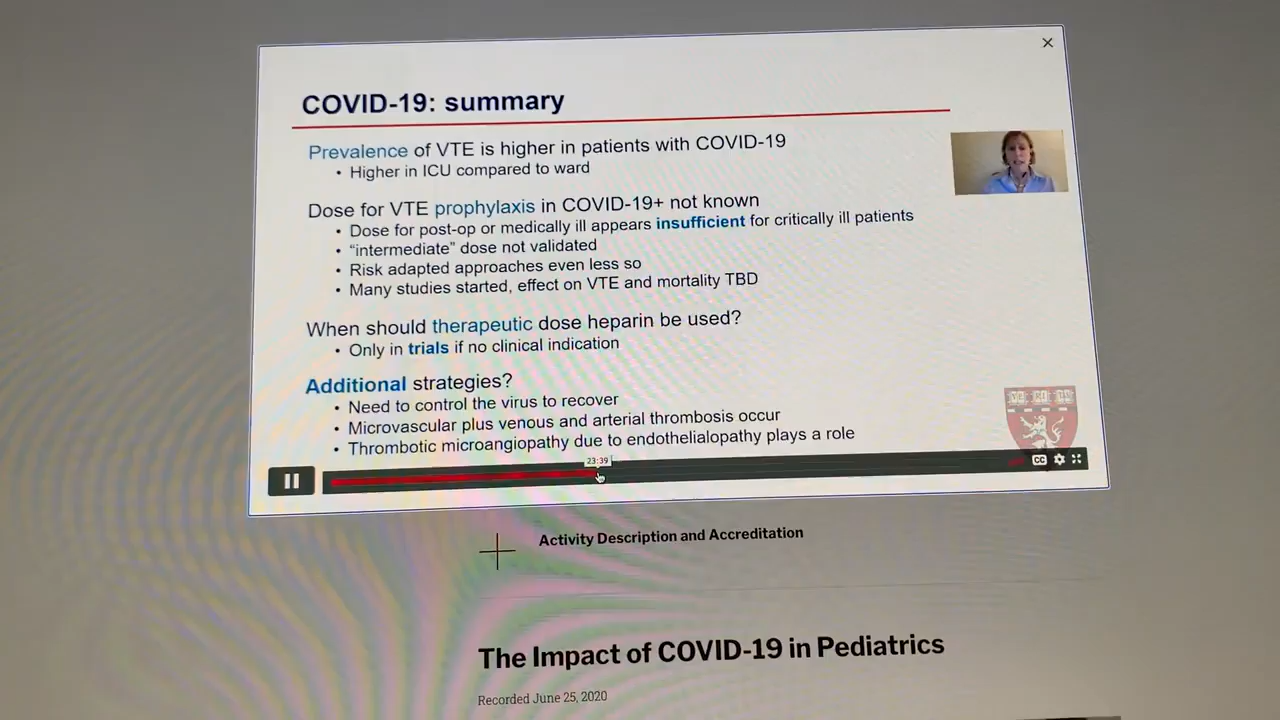 COVID-19: summary
Prevalence of VTE is higher in patients with COVID-19
• Higher in ICU compared to ward
Dose for VTE prophylaxis in COVID-19+ not known
• Dose for post-op or medically ill appears insufficient for critically ill patients
• “intermediate” dose not validated
• Risk adapted approaches even less so
• Many studies started, effect on VTE and mortality TBD
When should therapeutic dose heparin be used?
• Only in trials if no clinical indication
Additional strategies?
• Need to control the virus to recover
• Microvascular plus venous and arterial thrombosis occur
• Thrombotic microangiopathy due to endothelialopathy plays a role
VE RI TAS
23:39
CC
Activity Description and Accreditation
The Impact of COVID-19 in Pediatrics
Recorded June 25, 2020